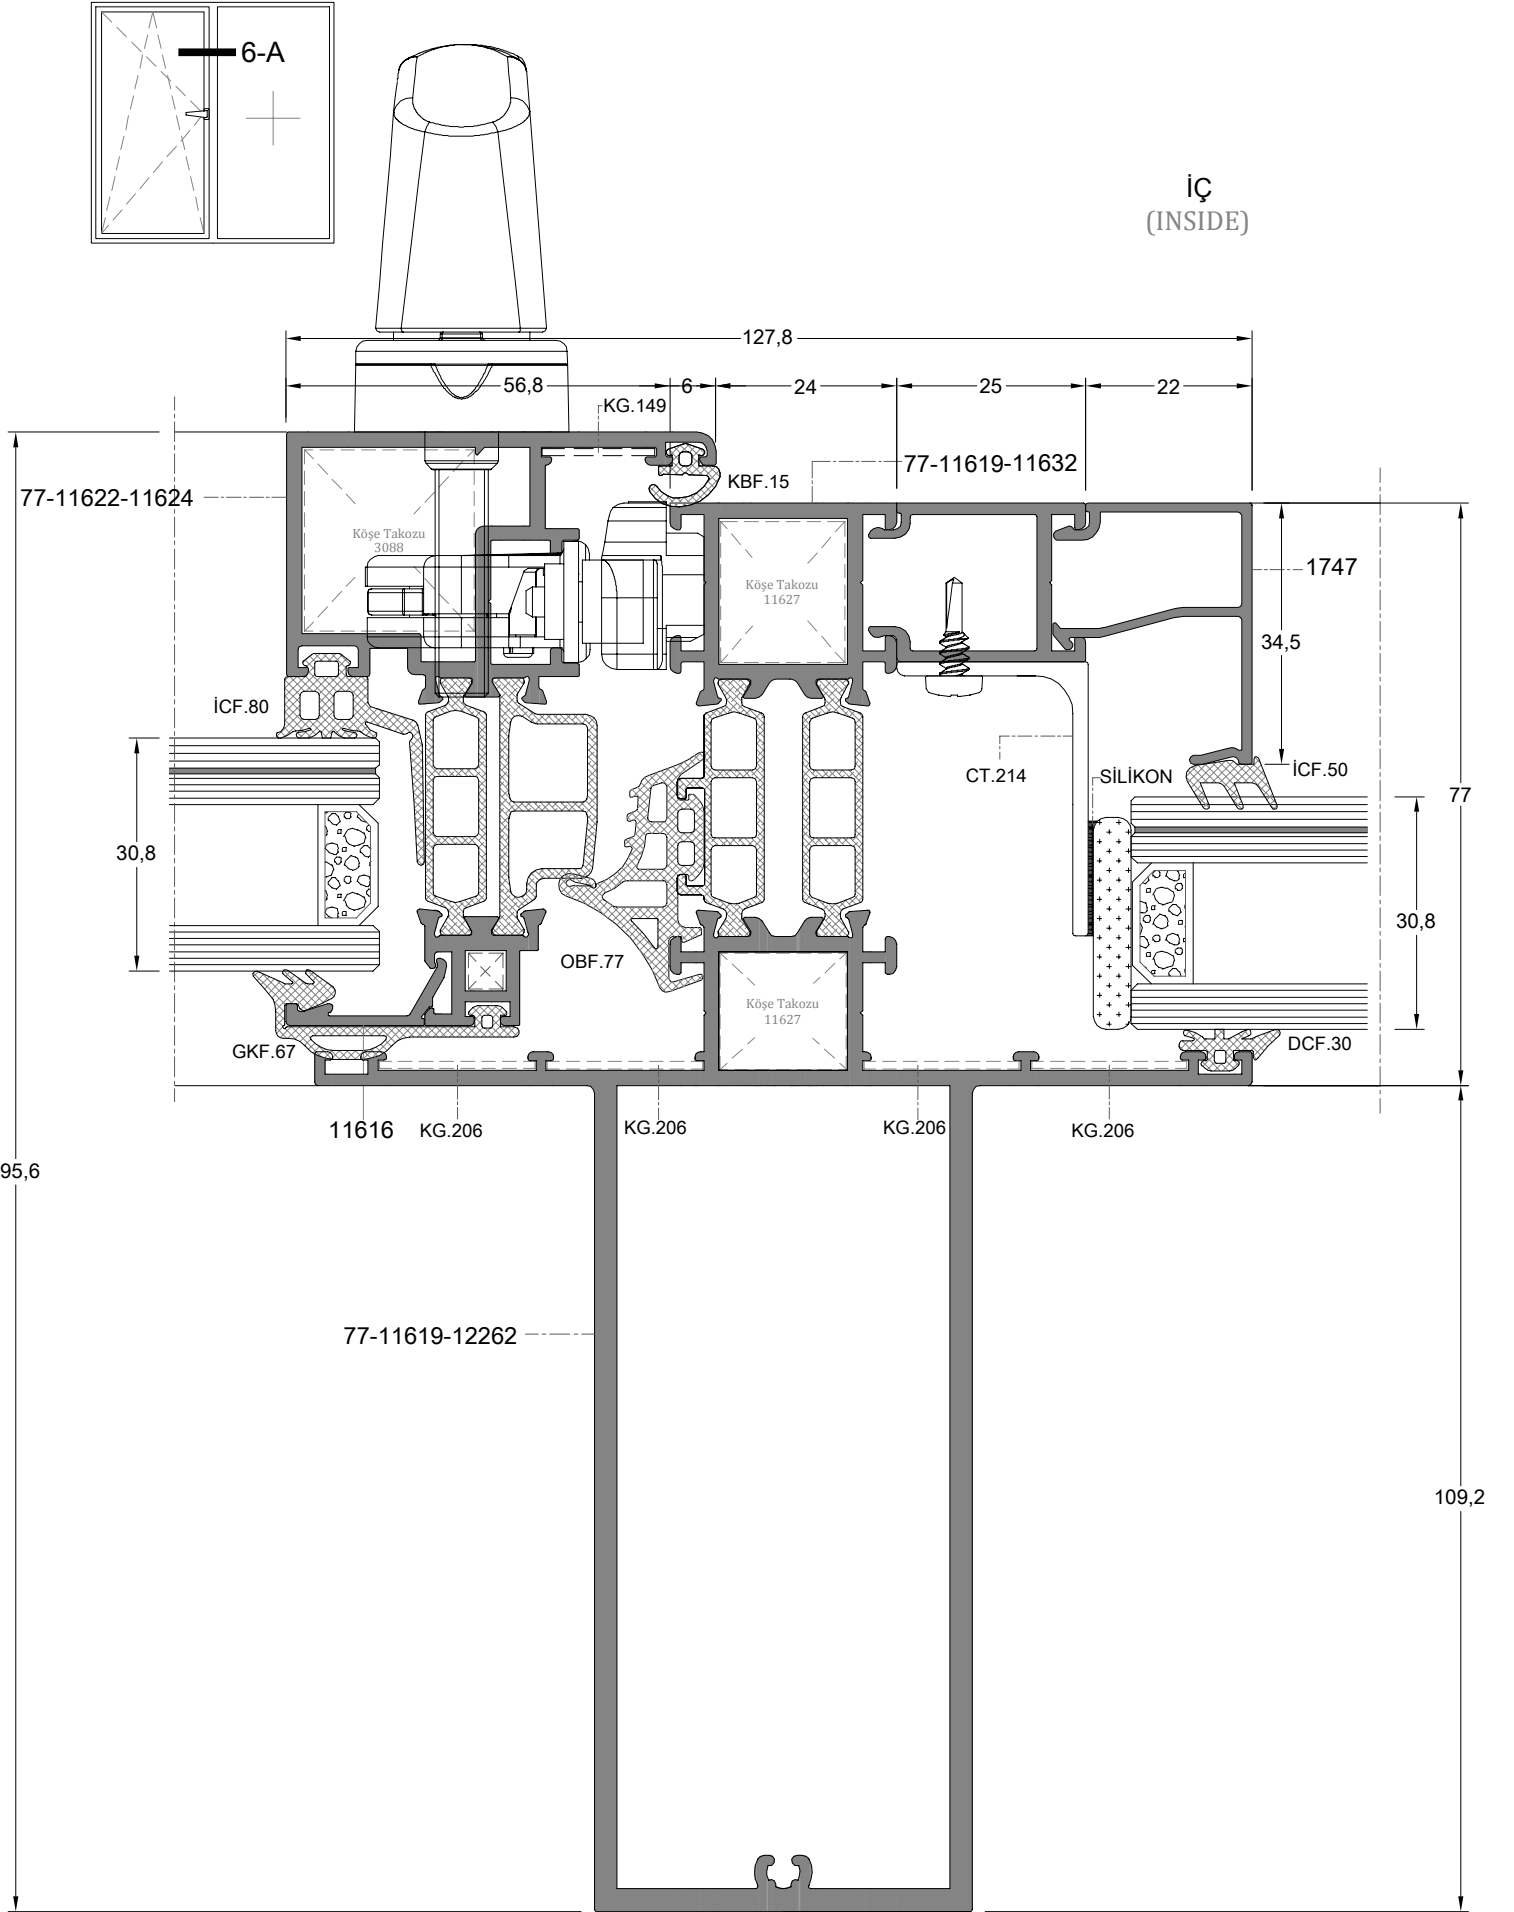 6-A
İÇ
(INSIDE)
127,8
56,8
6
24
25
22
KG.149
77-11619-11632
KBF.15
77-11622-11624
Köşe Takozu
3088
Köşe Takozu
11627
1747
34,5
İCF.80
CT.214
SİLİKON
İCF.50
77
30,8
30,8
OBF.77
Köşe Takozu
11627
GKF.67
DCF.30
11616
KG.206
KG.206
KG.206
KG.206
95,6
77-11619-12262
109,2